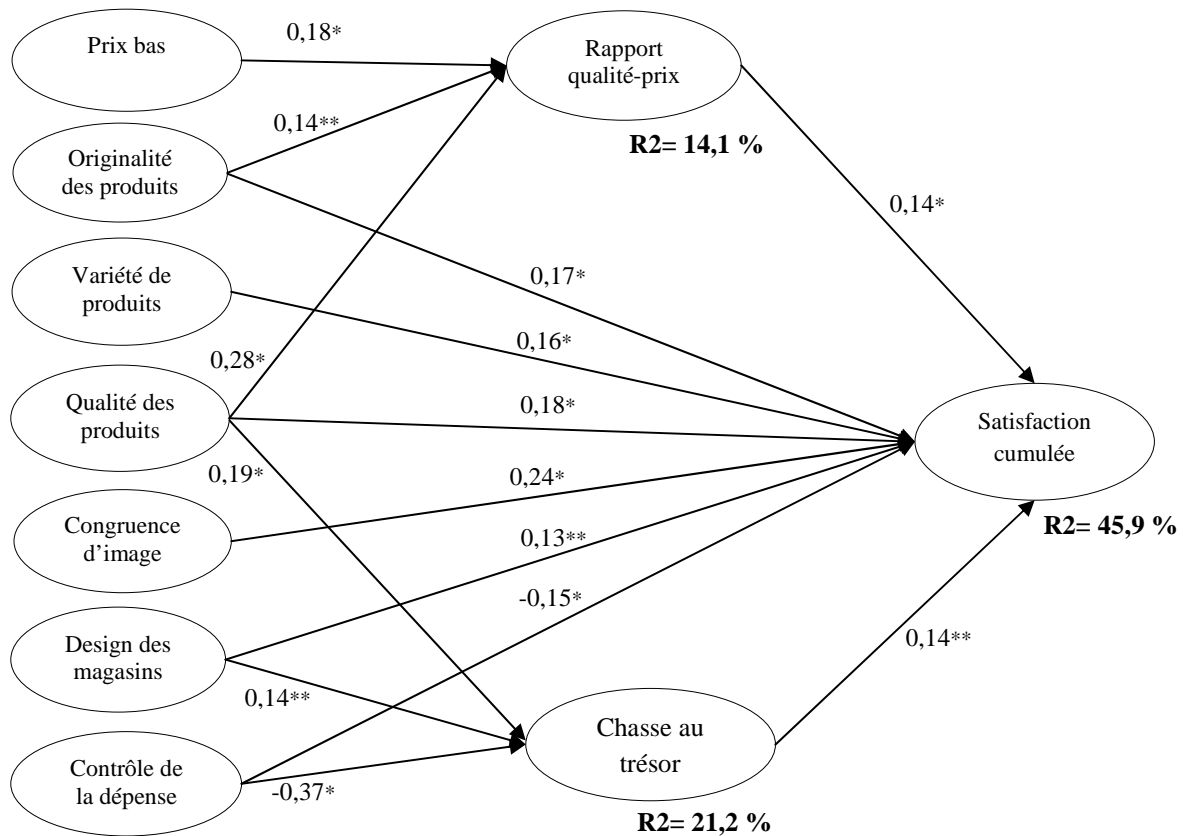 Prix bas
0,18*
Rapport
qualité-prix
R2= 14,1 %
0,14**
Originalité
des produits
0,14*
0,17*
Variété de
produits
0,16*
0,28*
Qualité des
produits
0,18*
Satisfaction
cumulée
R2= 45,9 %
0,19*
0,24*
Congruence
d’image
0,13**
-0,15*
Design des
magasins
0,14**
0,14**
Chasse au
trésor
R2= 21,2 %
Contrôle de
la dépense
-0,37*